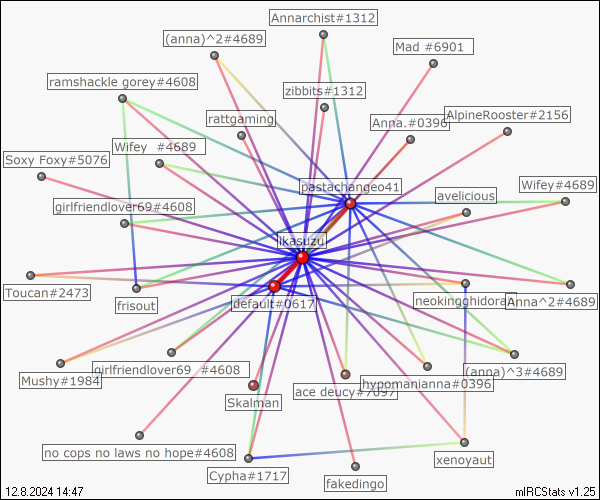 Annarchist#1312
(anna)^2#4689
Mad #6901
ramshackle gorey#4608
zibbits#1312
AlpineRooster#2156
rattgaming
Anna.#0396
Wifey #4689
Soxy Foxy#5076
pastachangeo41
Wifey#4689
avelicious
girlfriendlover69#4608
ikasuzu
Toucan#2473
frisout
default#0617
neokingghidorah
Anna^2#4689
girlfriendlover69 #4608
(anna)^3#4689
Mushy#1984
ace deucy#7097
hypomanianna#0396
Skalman
no cops no laws no hope#4608
xenoyaut
Cypha#1717
fakedingo
12.8.2024 14:47
mIRCStats v1.25